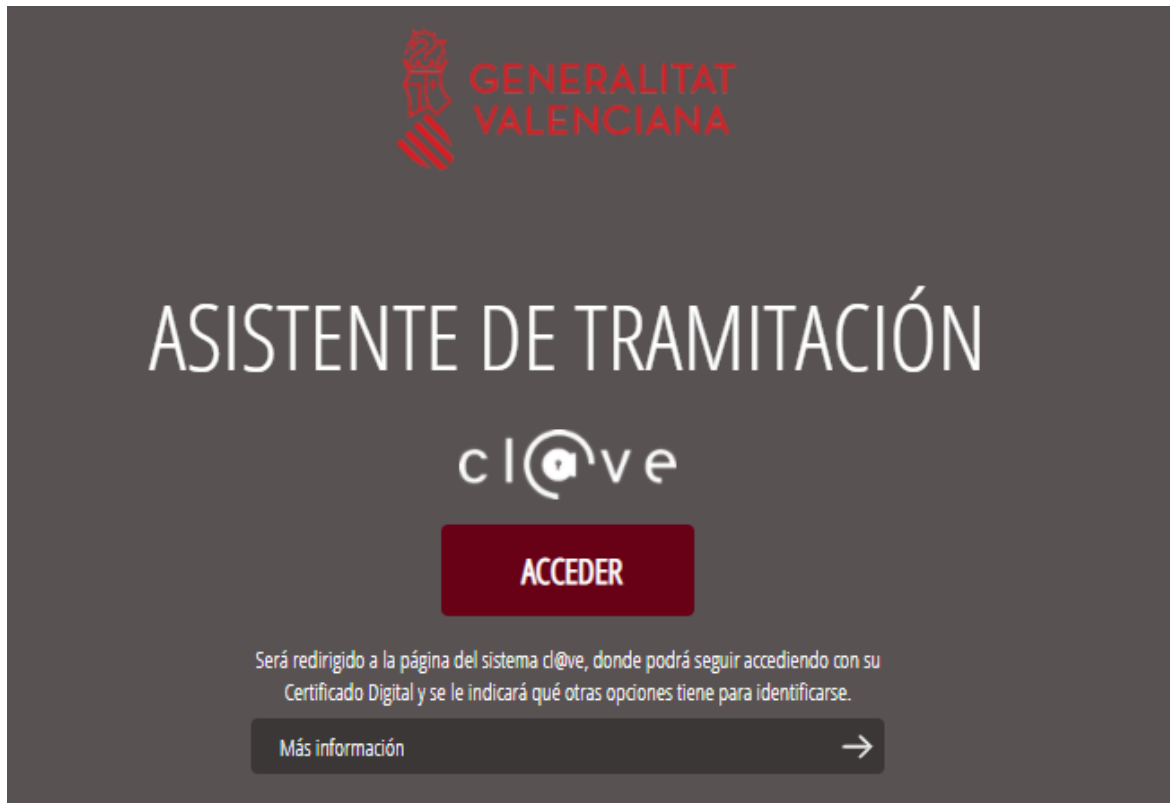 GENERALITAT
VALENCIANA
ASISTENTE DE TRAMITACIÓN
cl@ve
ACCEDER
Será redirigido a la página del sistema cl@ve, donde podrá seguir accediendo con su
Certificado Digital y se le indicará qué otras opciones tiene para identificarse.
Más información